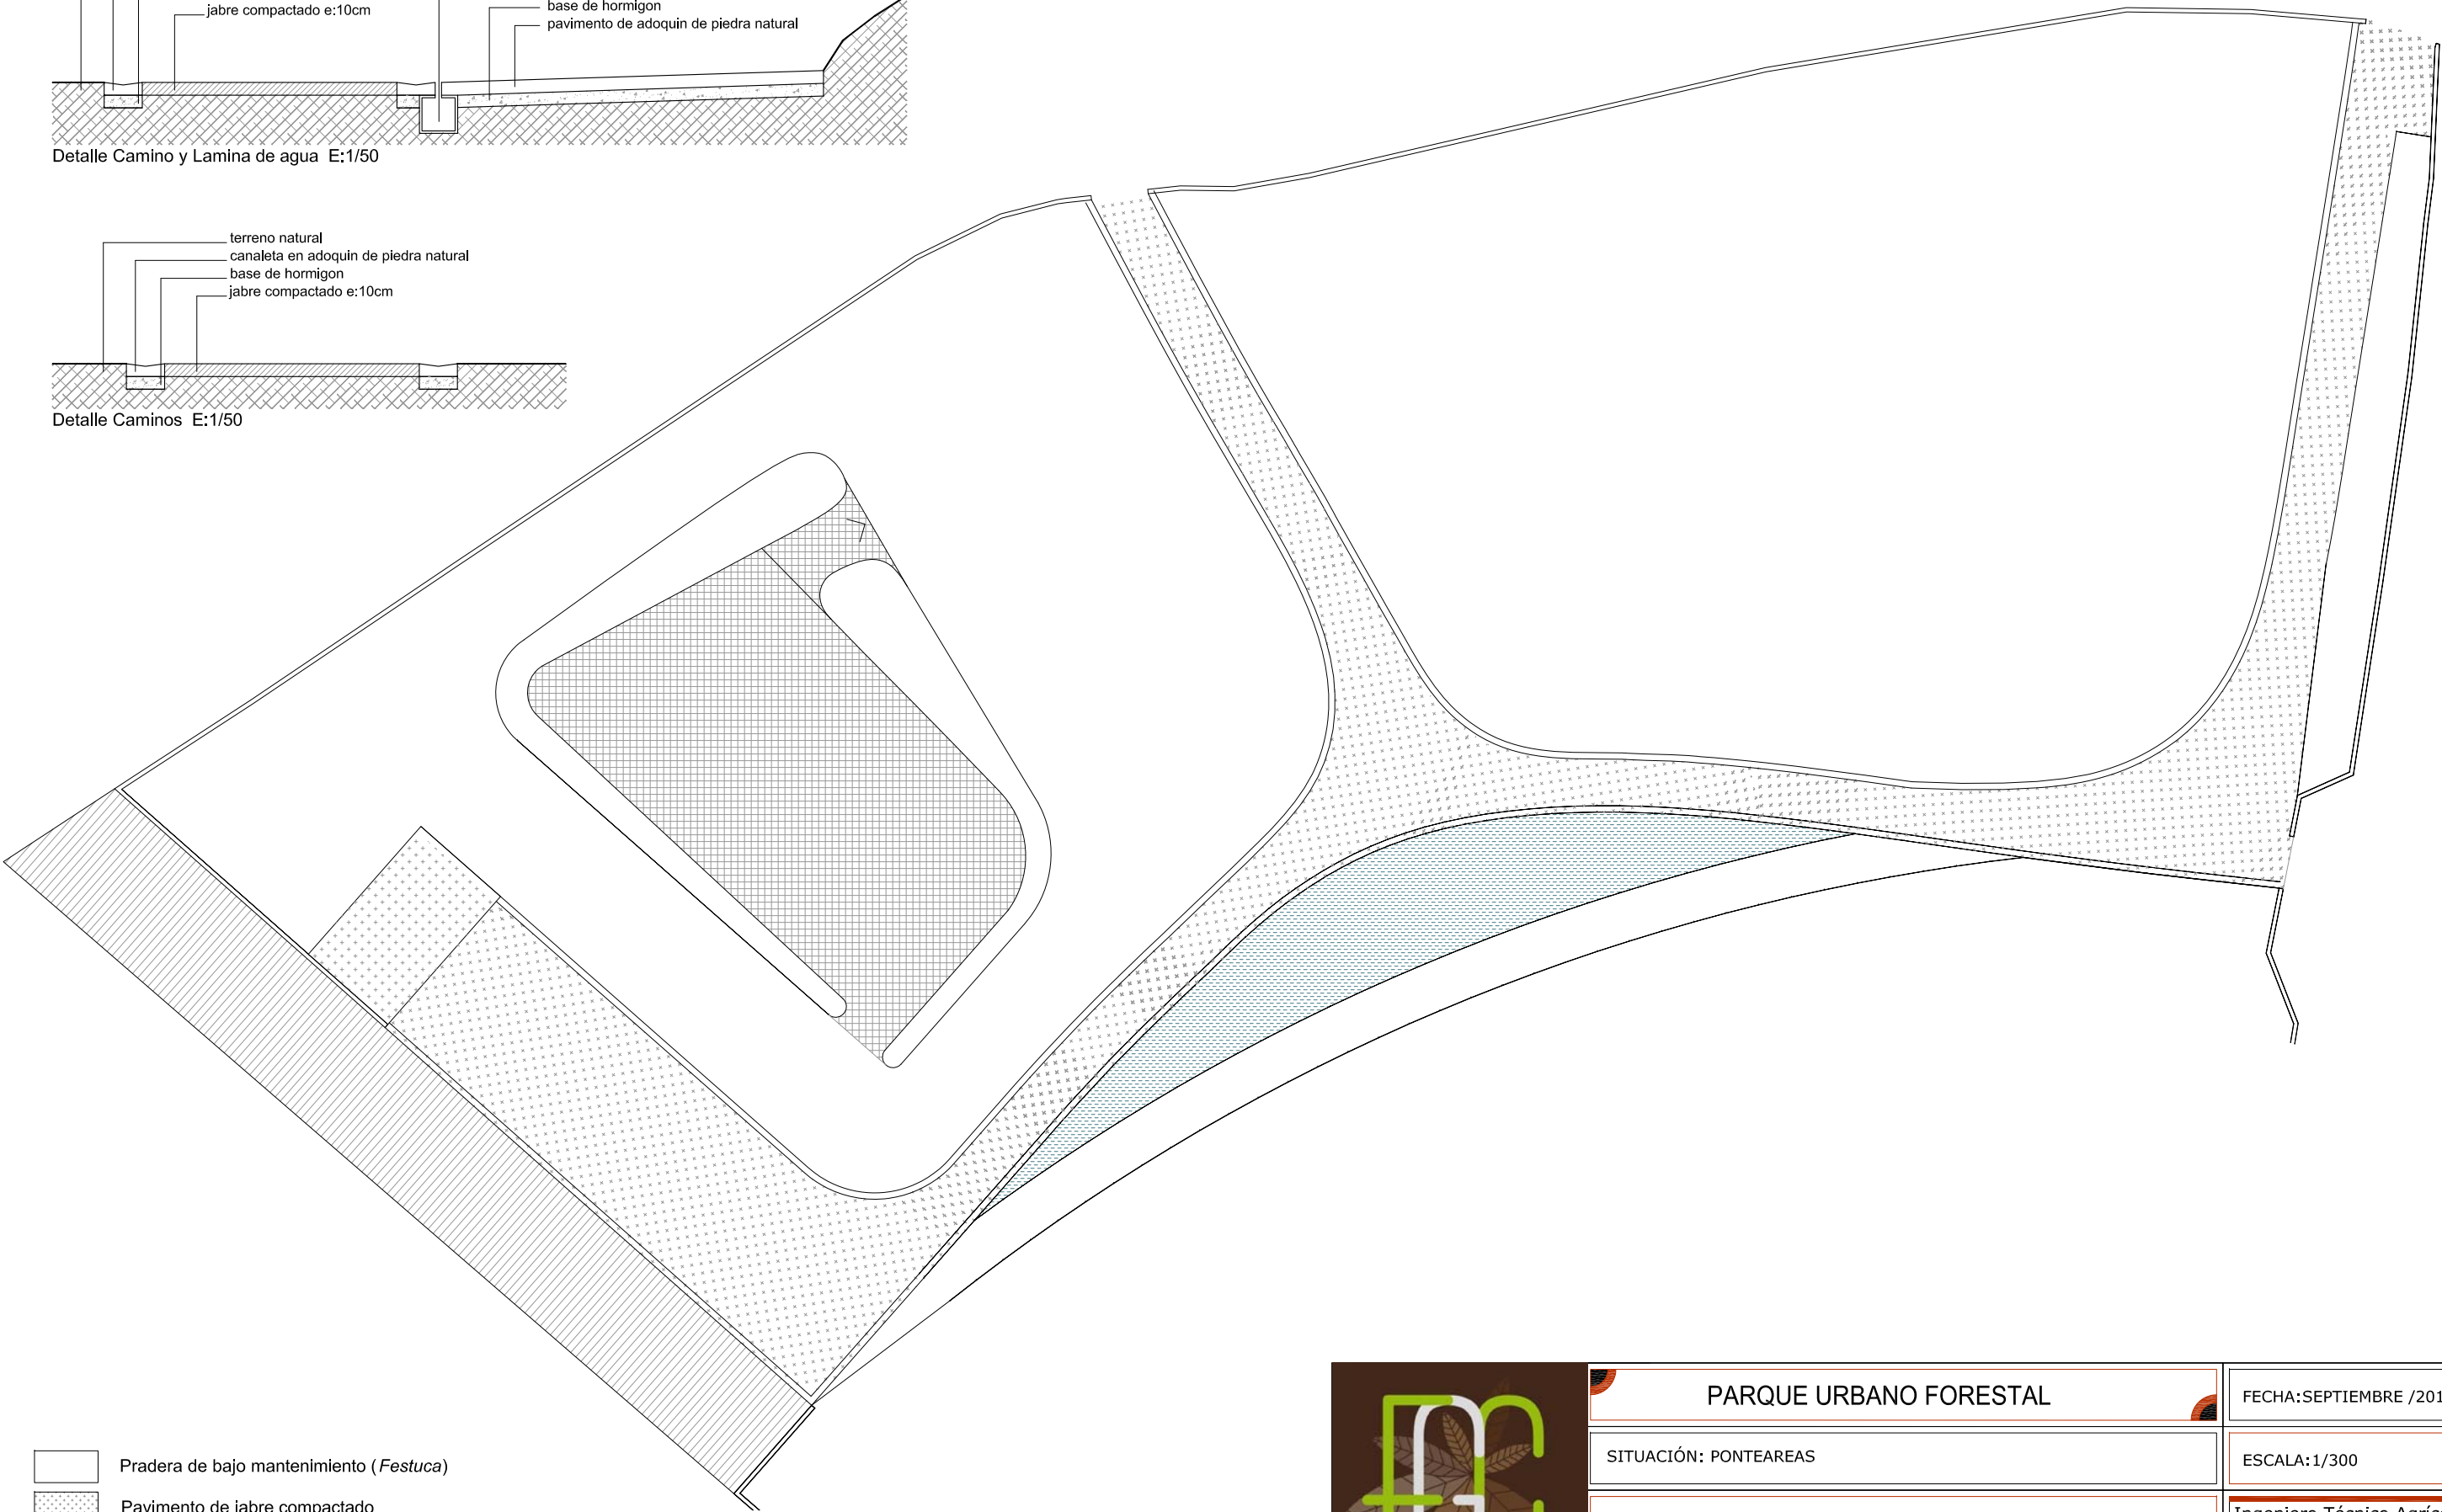 jabre compactado e:10cm
base de hormigon
pavimento de adoquin de piedra natural
Detalle Camino y Lamina de agua E:1/50
terreno natural
canaleta en adoquin de piedra natural
base de hormigon
jabre compactado e:10cm
Detalle Caminos E:1/50
Pradera de bajo mantenimiento (Festuca)
Pavimento de jabre compactado
PARQUE URBANO FORESTAL
FECHA:SEPTIEMBRE /201
SITUACIÓN: PONTEAREAS
ESCALA:1/300